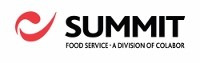 SUMMIT
FOOD SERVICE • A DIVISION OF COLABOR